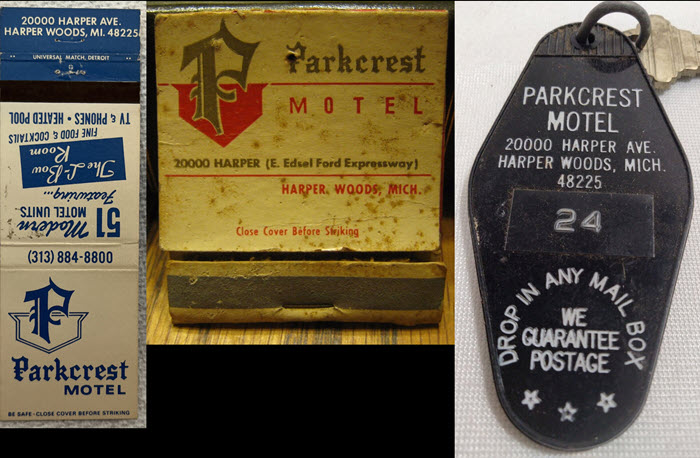 20000 HARPER AVE.
HARPER WOODS, MI. 48225
UNIVERSAL MATCH, DETROIT
TV & PHONES • HEATED POOL
FINE FOOD & COCKTAILS
The L-Bow
Room
Featuring...
51 Modern
MOTEL UNITS
(313) 884-8800
P
Parkcrest
MOTEL
BE SAFE - CLOSE COVER BEFORE STRIKING
P
Parkcrest
MOTEL
20000 HARPER (E. Edsel Ford Expressway)
HARPER WOODS, MICH.
Close Cover Before Striking
PARKCREST
MOTEL
20000 HARPER AVE.
HARPER WOODS, MICH.
48225
24
DROP IN ANY MAIL BOX
WE
GUARANTEE
POSTAGE